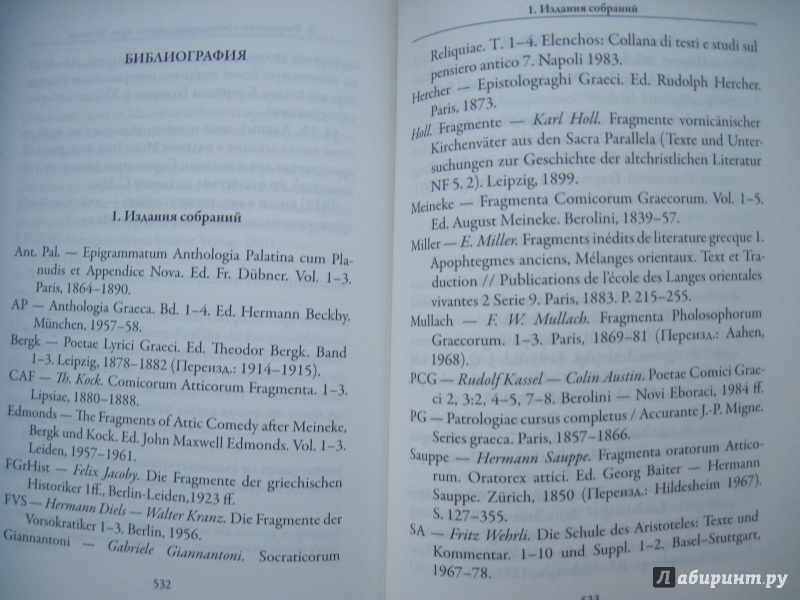 БИБЛИОГРАФИЯ
1. Издания собраний
Ant. Pal. — Epigrammatum Anthologia Palatina cum Pla-
nudis et Appendice Nova. Ed. Fr. Dübner. Vol. 1–3.
Paris, 1864–1890.
AP — Anthologia Graeca. Bd. 1–4. Ed. Hermann Beckby.
München, 1957–58.
Bergk — Poetae Lyrici Graeci. Ed. Theodor Bergk. Band
1–3. Leipzig, 1878–1882 (Переизд.: 1914–1915).
CAF — Th. Kock. Comicorum Atticorum Fragmenta. 1–3.
Lipsiae, 1880–1888.
Edmonds — The Fragments of Attic Comedy after Meineke,
Bergk und Kock. Ed. John Maxwell Edmonds. Vol. 1–3.
Leiden, 1957–1961.
FGrHist — Felix Jacoby. Die Fragmente der griechischen
Historiker 1ff., Berlin-Leiden,1923 ff.
FVS — Hermann Diels — Walter Kranz. Die Fragmente der
Vorsokratiker 1–3. Berlin, 1956.
Giannantoni — Gabriele Giannantoni. Socraticorum
532
1. Издания собраний
Reliquiae. T. 1–4. Elenchos: Collana di testi e studi sul
pensiero antico 7. Napoli 1983.
Hercher — Epistolograghi Graeci. Ed. Rudolph Hercher.
Paris, 1873.
Holl. Fragmente — Karl Holl. Fragmente vornicänischer
Kirchenväter aus den Sacra Parallela (Texte und Unter-
suchungen zur Geschichte der altchristlichen Literatur
NF 5. 2). Leipzig, 1899.
Meineke — Fragmenta Comicorum Graecorum. Vol. 1–5.
Ed. August Meineke. Berolini, 1839–57.
Miller — E. Miller. Fragments inédits de literature grecque 1.
Apophtegmes anciens, Mélanges orientaux. Text et Tra-
duction // Publications de l'école des Langes orientales
vivantes 2 Serie 9. Paris, 1883. P. 215–255.
Mullach — F. W. Mullach. Fragmenta Pholosophorum
Graecorum. 1–3. Paris, 1869–81 (Переизд.: Aahen,
1968).
PCG — Rudolf Kassel — Colin Austin. Poetae Comici Grae-
ci 2, 3:2, 4–5, 7–8. Berolini — Novi Eboraci, 1984 ff.
PG — Patrologiae cursus completus / Accurante J.-P. Migne.
Series graeca. Paris, 1857–1866.
Sauppe — Hermann Sauppe. Fragmenta oratorum Attico-
rum. Oratorex attici. Ed. Georg Baiter — Hermann
Sauppe. Zürich, 1850 (Переизд.: Hildesheim 1967).
S. 127–355.
SA — Fritz Wehrli. Die Schule des Aristoteles: Texte und
Kommentar. 1–10 und Suppl. 1–2. Basel–Stuttgart,
1967–78.
Лабиринт.ру